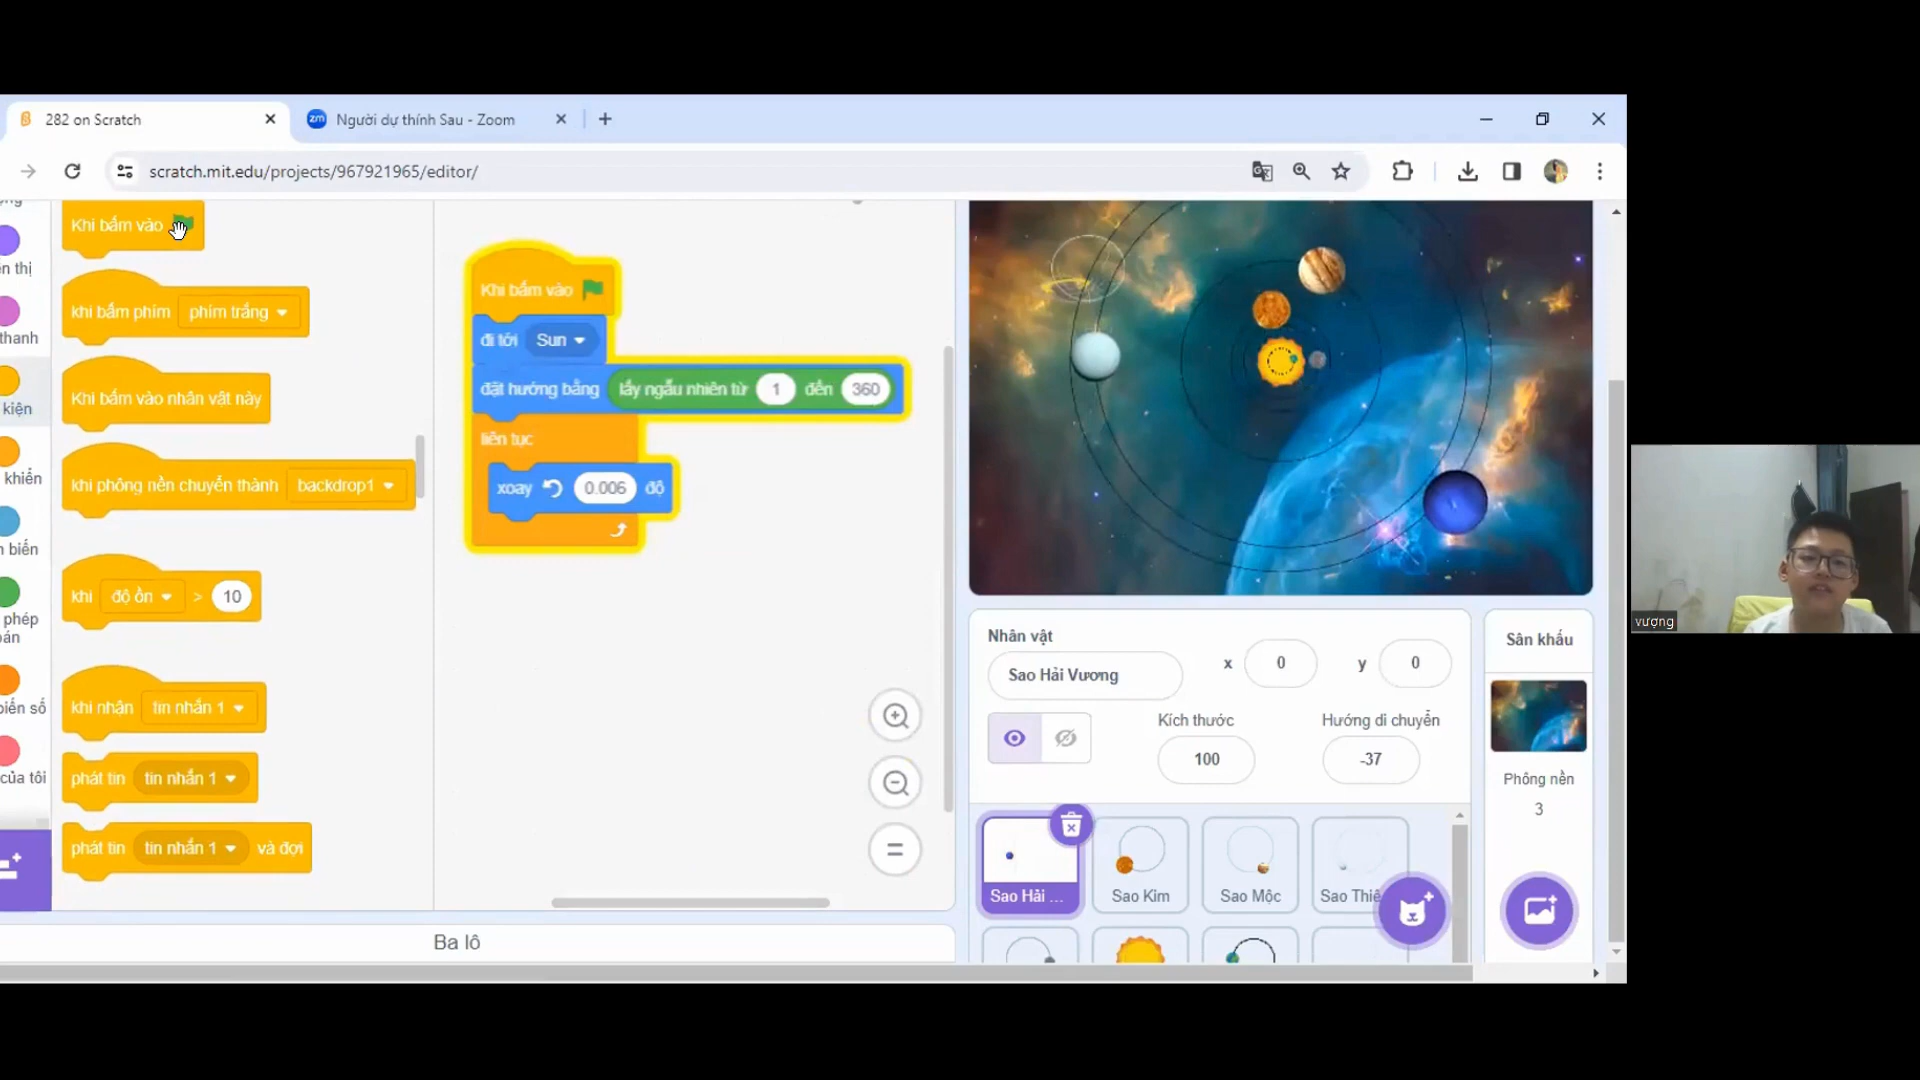 282 on Scratch
Người dự thính Sau - Zoom
scratch.mit.edu/projects/967921965/editor/
Khi bấm vào
khi bấm phím phím trắng
Khi bấm vào nhân vật này
khi phông nền chuyển thành backdrop1
khi độ ồn > 10
khi nhận tin nhắn 1
phát tin tin nhắn 1
phát tin tin nhắn 1 và đợi
ển thị
thanh
kiện
khiển
n biến
phép
oán
biến số
của tôi
Khi bấm vào
đi tới Sun
đặt hướng bằng lấy ngẫu nhiên từ 1 đến 360
liên tục
xoay 0.006 độ
Ba lô
Nhân vật
Sao Hải Vương
x 0 y 0
Kích thước
100
Hướng di chuyển
-37
Sao Hải ...
Sao Kim
Sao Mộc
Sao Thiê
Sân khấu
Phông nền
3
vượng
zm